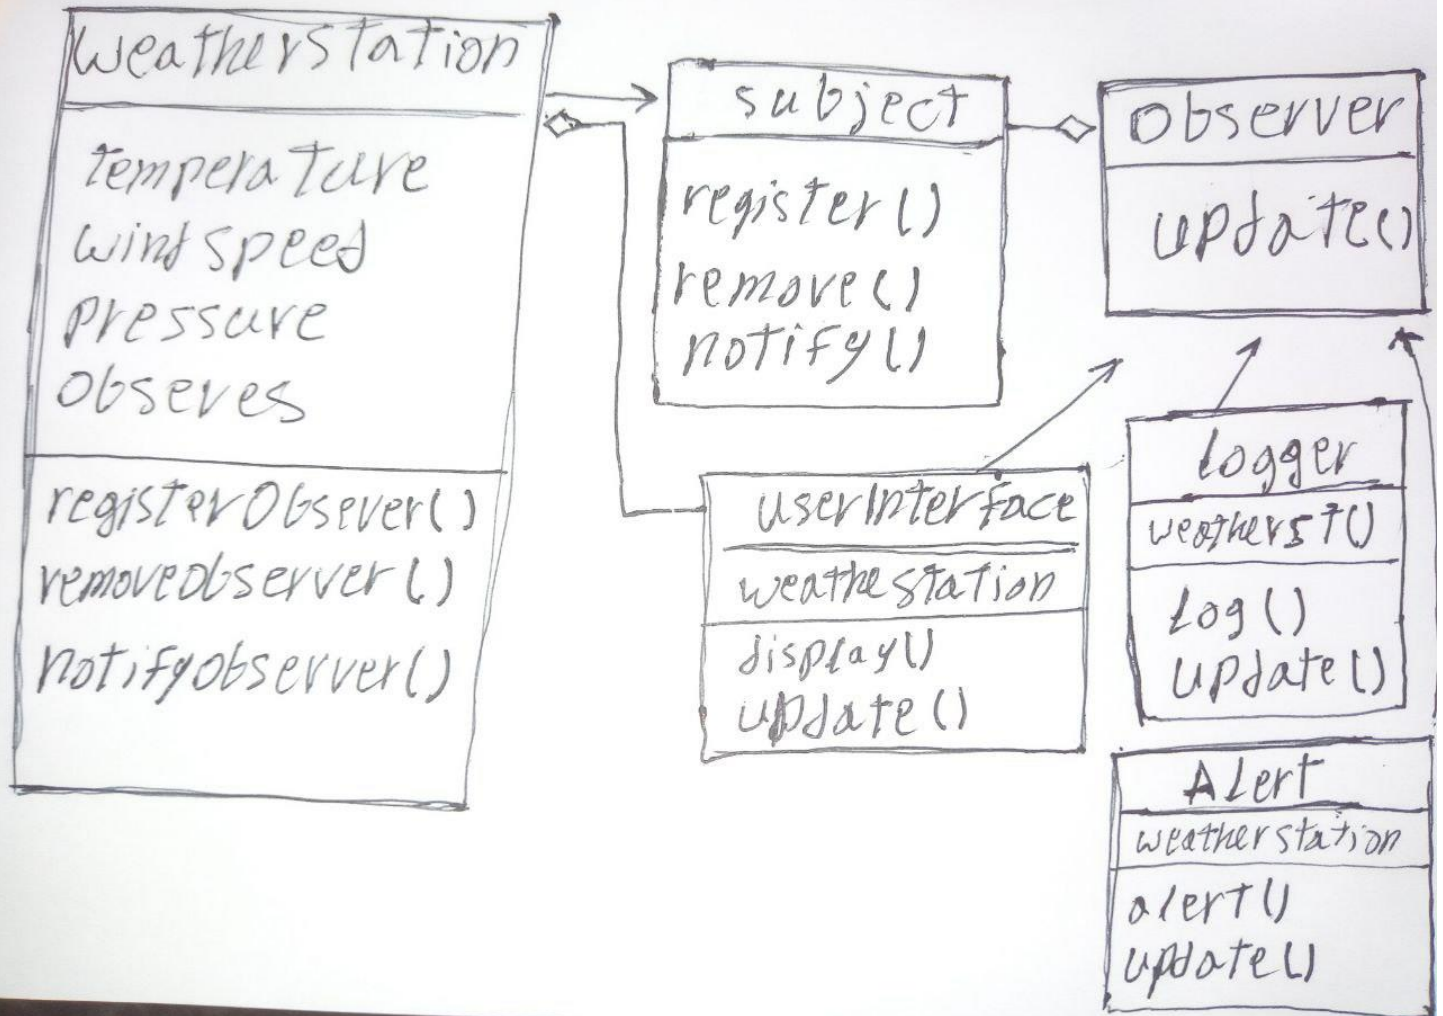 weatherstation
temperature
windspeed
pressure
Obseves
registerObsever()
removeobserver()
notifyobserver()
subject
register()
remove()
notify()
observer
update()
userInterface
weathestation
display()
update()
logger
weatherst()
log()
update()
Alert
weatherstation
alert()
update()